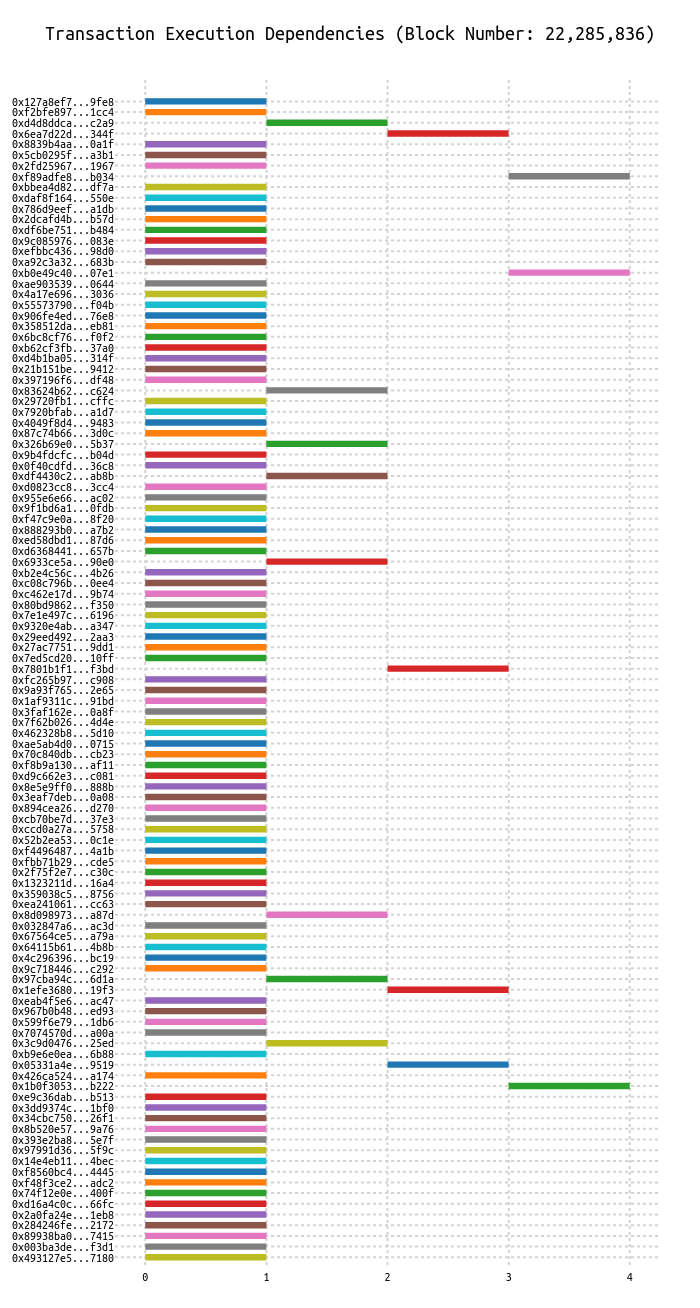 Transaction Execution Dependencies (Block Number: 22,285,836)
0x127a8ef7...9fe8
0xf2bfe897...1cc4
0xd4d8ddca...c2a9
0x6ea7d22d...344f
0x8839b4aa...0a1f
0x5cb0295f...a3b1
0x2fd25967...1967
0xf89adfe8...b034
0xbbea4d82...df7a
0xdaf8f164...550e
0x786d9eef...a1db
0x2dcafd4b...b57d
0xdf6be751...b484
0x9c085976...083e
0xefbbc436...98d0
0xa92c3a32...683b
0xb0e49c40...07e1
0xae903539...0644
0x4a17e696...3036
0x55573790...f04b
0x906fe4ed...76e8
0x358512da...eb81
0x6bc8cf76...f0f2
0xb62cf3fb...37a0
0xd4b1ba05...314f
0x21b151be...9412
0x397196f6...df48
0x83624b62...c624
0x29720fb1...cffc
0x7920bfab...a1d7
0x4049f8d4...9483
0x87c74b66...3d0c
0x326b69e0...5b37
0x9b4fdcfc...b04d
0x0f40cdfd...36c8
0xdf4430c2...ab8b
0xd0823cc8...3cc4
0x955e6e66...ac02
0x9f1bd6a1...0fdb
0xf47c9e0a...8f20
0x888293b0...a7b2
0xed58dbd1...87d6
0xd6368441...657b
0x6933ce5a...90e0
0xb2e4c56c...4b26
0xc08c796b...0ee4
0xc462e17d...9b74
0x80bd9862...f350
0x7e1e497c...6196
0x9320e4ab...a347
0x29eed492...2aa3
0x27ac7751...9dd1
0x7ed5cd20...10ff
0x7801b1f1...f3bd
0xfc265b97...c908
0x9a93f765...2e65
0x1af9311c...91bd
0x3faf162e...0a8f
0x7f62b026...4d4e
0x462328b8...5d10
0xae5ab4d0...0715
0x70c840db...cb23
0xf8b9a130...af11
0xd9c662e3...c081
0x8e5e9ff0...888b
0x3eaf7deb...0a08
0x894cea26...d270
0xcb70be7d...37e3
0xccd0a27a...5758
0x52b2ea53...0c1e
0xf4496487...4a1b
0xfbb71b29...cde5
0x2f75f2e7...c30c
0x1323211d...16a4
0x359038c5...8756
0xea241061...cc63
0x8d098973...a87d
0x032847a6...ac3d
0x67564ce5...a79a
0x64115b61...4b8b
0x4c296396...bc19
0x9c718446...c292
0x97cba94c...6d1a
0x1efe3680...19f3
0xeab4f5e6...ac47
0x967b0b48...ed93
0x599f6e79...1db6
0x7074570d...a00a
0x3c9d0476...25ed
0xb9e6e0ea...6b88
0x05331a4e...9519
0x426ca524...a174
0x1b0f3053...b222
0xe9c36dab...b513
0x3dd9374c...1bf0
0x34cbc750...26f1
0x8b520e57...9a76
0x393e2ba8...5e7f
0x97991d36...5f9c
0x14e4eb11...4bec
0xf8560bc4...4445
0xf48f3ce2...adc2
0x74f12e0e...400f
0xd16a4c0c...66fc
0x2a0fa24e...1eb8
0x284246fe...2172
0x89938ba0...7415
0x003ba3de...f3d1
0x493127e5...7180
0 1 2 3 4